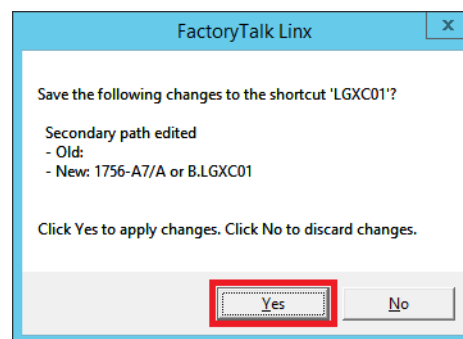 FactoryTalk Linx
x
Save the following changes to the shortcut 'LGXC01'?
Secondary path edited
- Old:
- New: 1756-A7/A or B.LGXC01
Click Yes to apply changes. Click No to discard changes.
Yes
No